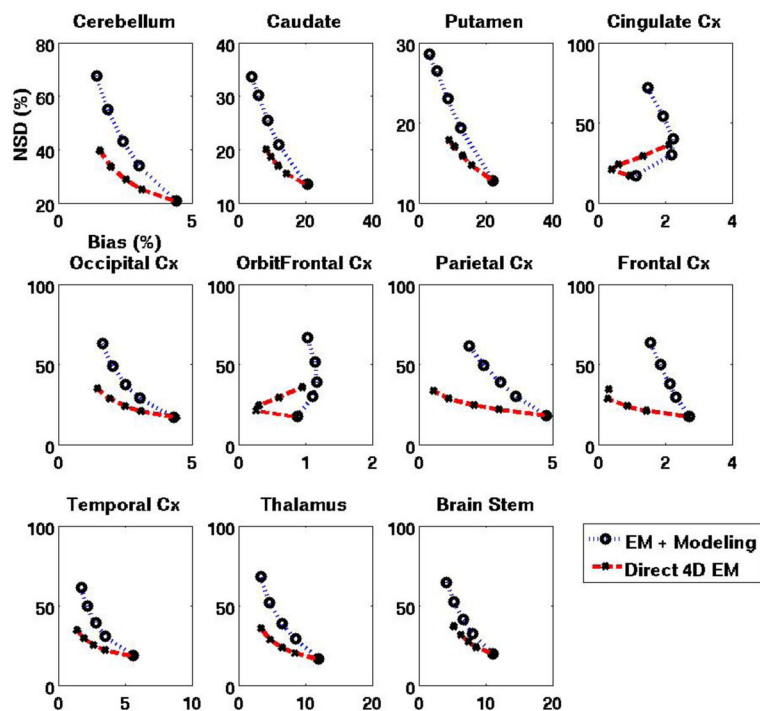 Cerebellum Caudate Putamen Cingulate Cx
80 40 30 100
60 30
NSD (%) 20 50
40 20
20 10 10 0
0 5 0 20 40 0 20 40 0 2 4
Bias (%)
Occipital Cx OrbitFrontal Cx Parietal Cx Frontal Cx
100 100 100 100
50 50 50 50
0 0 0 0
0 5 0 1 2 0 5 0 2 4
Temporal Cx Thalamus Brain Stem
100 100 100
EM + Modeling
Direct 4D EM
50 50 50
0 0 0
0 5 10 0 10 20 0 10 20